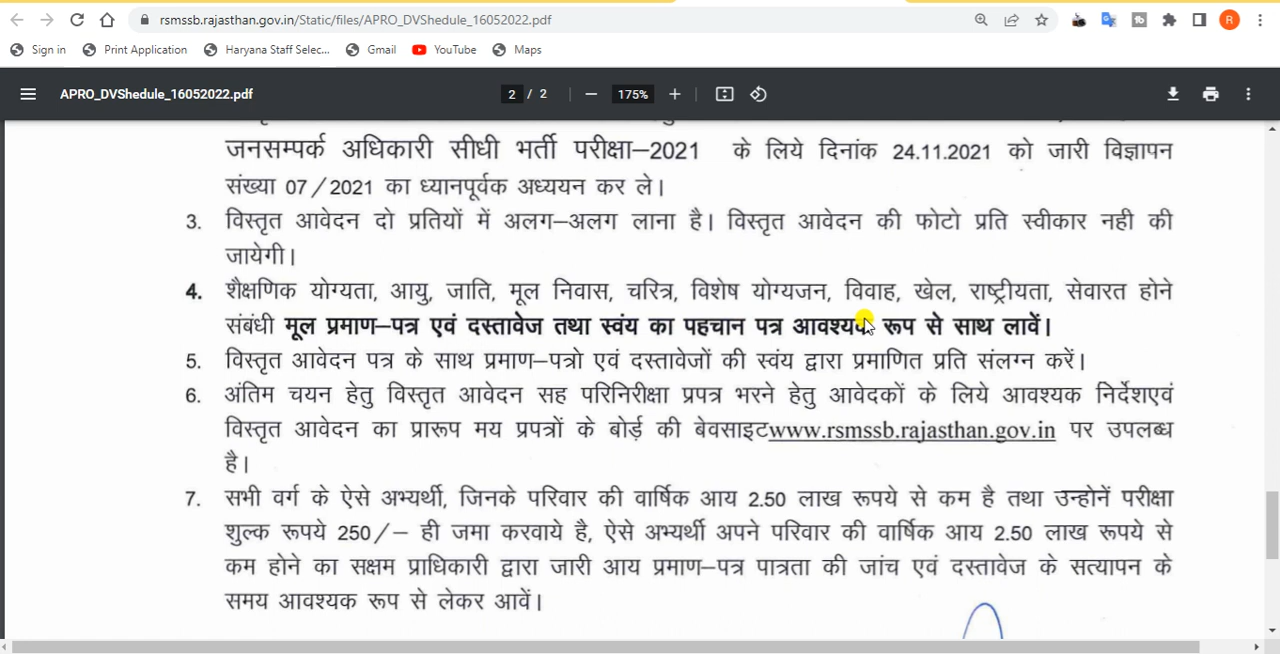 rsmssb.rajasthan.gov.in/Static/files/APRO_DVShedule_16052022.pdf
R
Sign in
Print Application
Haryana Staff Selec...
Gmail
YouTube
Maps
APRO_DVShedule_16052022.pdf
2 / 2
175%
जनसम्पर्क अधिकारी सीधी भर्ती परीक्षा–2021 के लिये दिनांक 24.11.2021 को जारी विज्ञापन
संख्या 07/2021 का ध्यानपूर्वक अध्ययन कर ले।
3. विस्तृत आवेदन दो प्रतियों में अलग–अलग लाना है। विस्तृत आवेदन की फोटो प्रति स्वीकार नही की
जायेगी।
4. शैक्षणिक योग्यता, आयु, जाति, मूल निवास, चरित्र, विशेष योग्यजन, विवाह, खेल, राष्ट्रीयता, सेवारत होने
संबंधी मूल प्रमाण–पत्र एवं दस्तावेज तथा स्वंय का पहचान पत्र आवश्यक रूप से साथ लावें।
5. विस्तृत आवेदन पत्र के साथ प्रमाण–पत्रो एवं दस्तावेजों की स्वंय द्वारा प्रमाणित प्रति संलग्न करें।
6. अंतिम चयन हेतु विस्तृत आवेदन सह परिनिरीक्षा प्रपत्र भरने हेतु आवेदकों के लिये आवश्यक निर्देशएवं
विस्तृत आवेदन का प्रारूप मय प्रपत्रों के बोर्ड़ की बेवसाइटwww.rsmssb.rajasthan.gov.in पर उपलब्ध
है।
7. सभी वर्ग के ऐसे अभ्यर्थी, जिनके परिवार की वार्षिक आय 2.50 लाख रूपये से कम है तथा उन्होनें परीक्षा
शुल्क रूपये 250/– ही जमा करवाये है, ऐसे अभ्यर्थी अपने परिवार की वार्षिक आय 2.50 लाख रूपये से
कम होने का सक्षम प्राधिकारी द्वारा जारी आय प्रमाण–पत्र पात्रता की जांच एवं दस्तावेज के सत्यापन के
समय आवश्यक रूप से लेकर आवें।